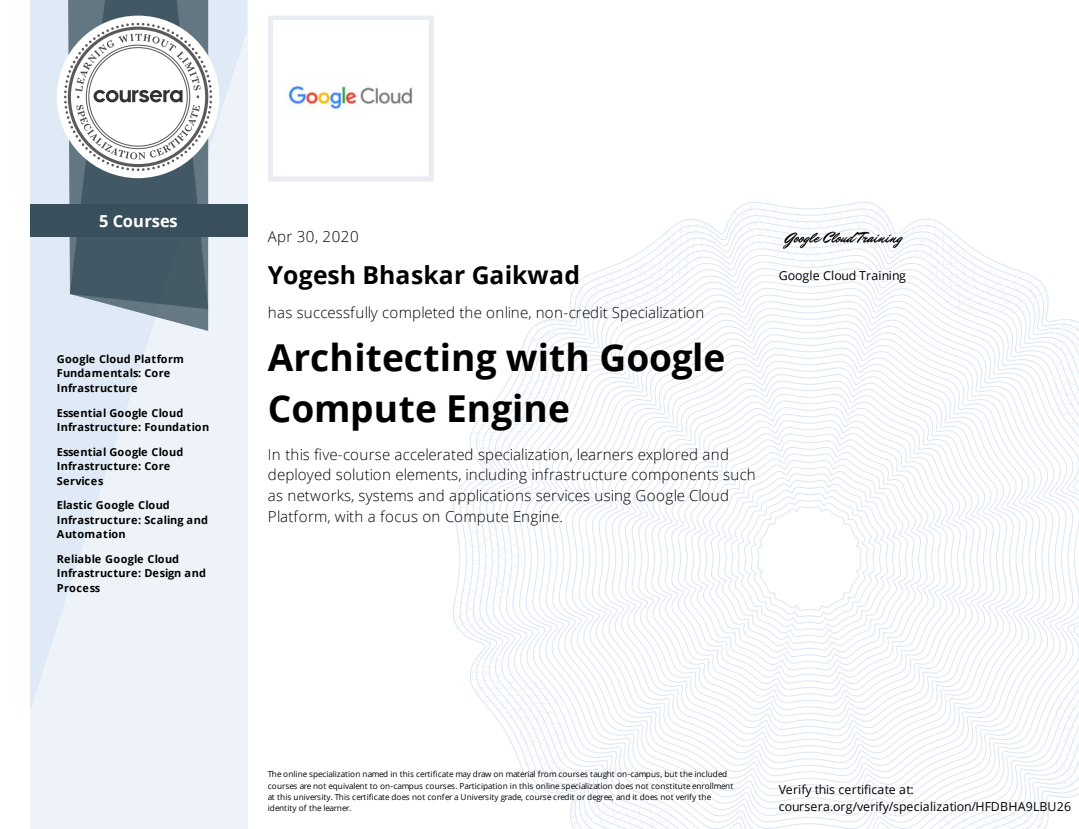 LEARNING WITHOUT LIMITS
coursera
SPECIALIZATION CERTIFICATE
5 Courses
Google Cloud Platform
Fundamentals: Core
Infrastructure
Essential Google Cloud
Infrastructure: Foundation
Essential Google Cloud
Infrastructure: Core
Services
Elastic Google Cloud
Infrastructure: Scaling and
Automation
Reliable Google Cloud
Infrastructure: Design and
Process
Google Cloud
Apr 30, 2020
Yogesh Bhaskar Gaikwad
has successfully completed the online, non-credit Specialization
Architecting with Google
Compute Engine
In this five-course accelerated specialization, learners explored and
deployed solution elements, including infrastructure components such
as networks, systems and applications services using Google Cloud
Platform, with a focus on Compute Engine.
Google Cloud Training
Google Cloud Training
The online specialization named in this certificate may draw on material from courses taught on-campus, but the included
courses are not equivalent to on-campus courses. Participation in this online specialization does not constitute enrollment
at this university. This certificate does not confer a University grade, course credit or degree, and it does not verify the
identity of the learner.
Verify this certificate at:
coursera.org/verify/specialization/HFDBHA9LBU26